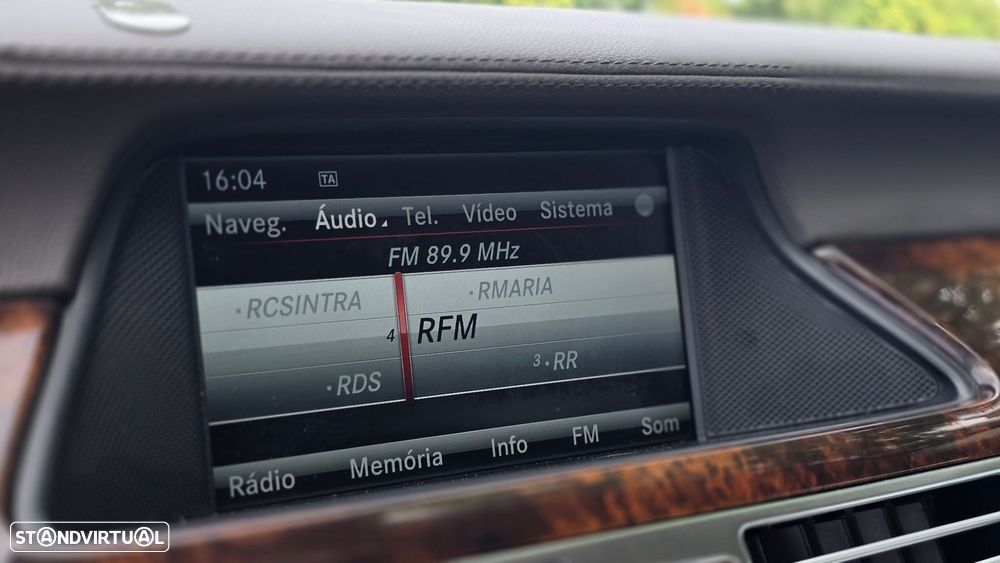 16:04 TA
Naveg. Áudio Tel. Vídeo Sistema
FM 89.9 MHz
·RCSINTRA ·RMARIA
4 RFM
·RDS 3·RR
Rádio Memória Info FM Som
STANDVIRTUAL